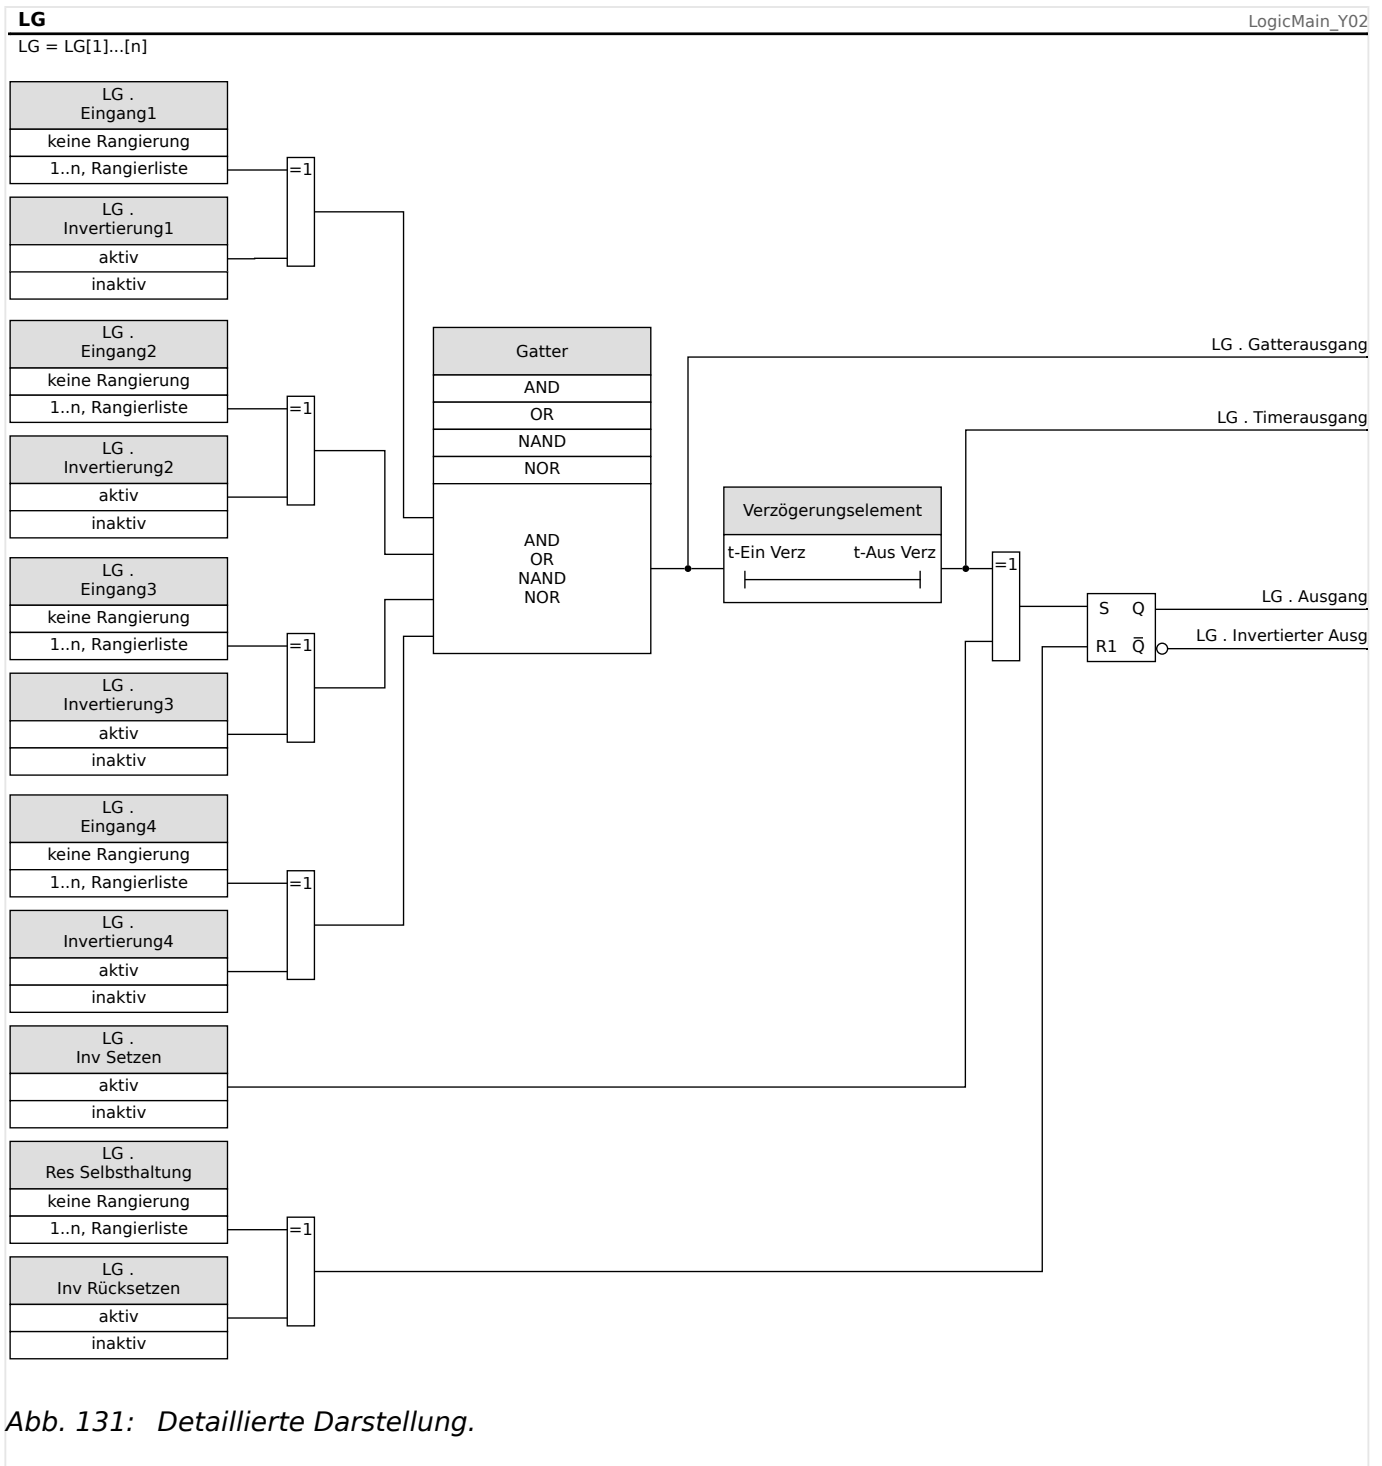 LG
LogicMain_Y02
LG = LG[1]...[n]
LG .
Eingang1
keine Rangierung
1..n, Rangierliste
=1
LG .
Invertierung1
aktiv
inaktiv
LG .
Eingang2
keine Rangierung
1..n, Rangierliste
=1
LG .
Invertierung2
aktiv
inaktiv
LG .
Eingang3
keine Rangierung
1..n, Rangierliste
=1
LG .
Invertierung3
aktiv
inaktiv
LG .
Eingang4
keine Rangierung
1..n, Rangierliste
=1
LG .
Invertierung4
aktiv
inaktiv
LG .
Inv Setzen
aktiv
inaktiv
LG .
Res Selbsthaltung
keine Rangierung
1..n, Rangierliste
=1
LG .
Inv Rücksetzen
aktiv
inaktiv
Gatter
AND
OR
NAND
NOR
AND
OR
NAND
NOR
Verzögerungselement
t-Ein Verz t-Aus Verz
=1
S Q
R1 Q̅
LG . Gatterausgang
LG . Timerausgang
LG . Ausgang
LG . Invertierter Ausg
Abb. 131: Detaillierte Darstellung.